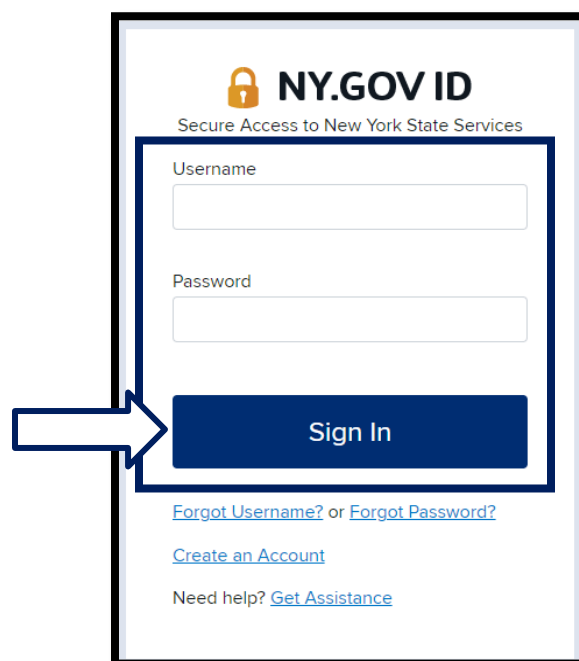 NY.GOV ID
Secure Access to New York State Services
Username
Password
Sign In
Forgot Username? or Forgot Password?
Create an Account
Need help? Get Assistance